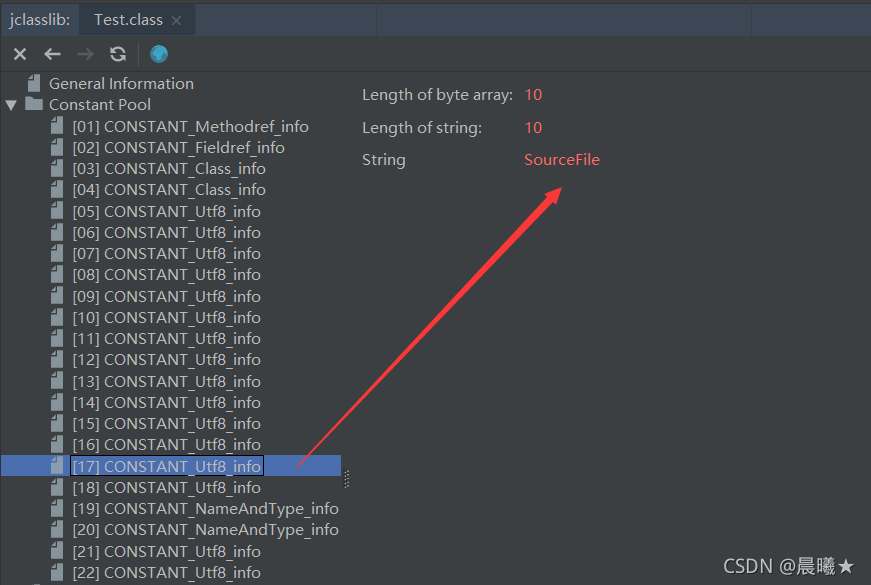 jclasslib: Test.class
General Information
Constant Pool
[01] CONSTANT_Methodref_info
[02] CONSTANT_Fieldref_info
[03] CONSTANT_Class_info
[04] CONSTANT_Class_info
[05] CONSTANT_Utf8_info
[06] CONSTANT_Utf8_info
[07] CONSTANT_Utf8_info
[08] CONSTANT_Utf8_info
[09] CONSTANT_Utf8_info
[10] CONSTANT_Utf8_info
[11] CONSTANT_Utf8_info
[12] CONSTANT_Utf8_info
[13] CONSTANT_Utf8_info
[14] CONSTANT_Utf8_info
[15] CONSTANT_Utf8_info
[16] CONSTANT_Utf8_info
[17] CONSTANT_Utf8_info
[18] CONSTANT_Utf8_info
[19] CONSTANT_NameAndType_info
[20] CONSTANT_NameAndType_info
[21] CONSTANT_Utf8_info
[22] CONSTANT_Utf8_info
Length of byte array: 10
Length of string: 10
String SourceFile
CSDN @晨曦★